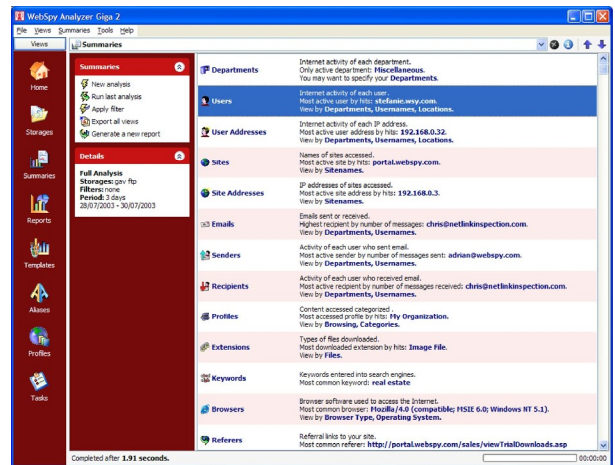 WebSpy Analyzer Giga 2
File Views Summaries Tools Help
Views
Summaries
Home
Storages
Summaries
Reports
Templates
Aliases
Profiles
Tasks
Summaries
New analysis
Run last analysis
Apply filter
Export all views
Generate a new report
Details
Full Analysis
Storages: gav ftp
Filters: none
Period: 3 days
28/07/2003 - 30/07/2003
Departments
Internet activity of each department.
Only active department: Miscellaneous.
You may want to specify your Departments.
Users
Internet activity of each user.
Most active user by hits: stefanie.wsy.com.
View by Departments, Usernames, Locations.
User Addresses
Internet activity of each IP address.
Most active user address by hits: 192.168.0.32.
View by Departments, Usernames, Locations.
Sites
Names of sites accessed.
Most active site by hits: portal.webspy.com.
View by Sitenames.
Site Addresses
IP addresses of sites accessed.
Most active site address by hits: 192.168.0.3.
View by Sitenames.
Emails
Emails sent or received.
Highest recipient by number of messages: chris@netlinkinspection.com.
View by Departments, Usernames.
Senders
Activity of each user who sent email.
Most active sender by number of messages sent: adrian@webspy.com.
View by Departments, Usernames.
Recipients
Activity of each user who received email.
Most active recipient by number of messages received: chris@netlinkinspection.com.
View by Departments, Usernames.
Profiles
Content accessed categorized .
Most accessed profile by hits: My Organization.
View by Browsing, Categories.
Extensions
Types of files downloaded.
Most downloaded extension by hits: Image File.
View by Files.
Keywords
Keywords entered into search engines.
Most common keyword: real estate
Browsers
Browser software used to access the Internet.
Most common browser: Mozilla/4.0 (compatible; MSIE 6.0; Windows NT 5.1).
View by Browser Type, Operating System.
Referers
Referral links to your site.
Most common referer: http://portal.webspy.com/sales/viewTrialDownloads.asp
Completed after 1.91 seconds.
00:00:00